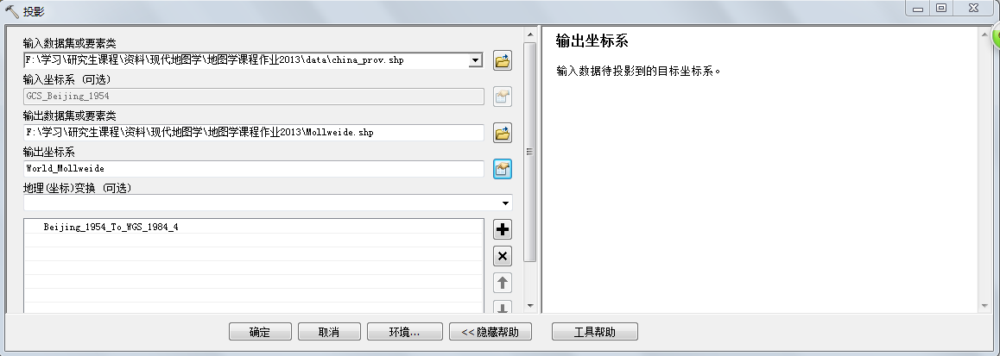 投影
输入数据集或要素类
F:\学习\研究生课程\资料\现代地图学\地图学课程作业2013\data\china_prov.shp
输入坐标系 (可选)
GCS_Beijing_1954
输出数据集或要素类
F:\学习\研究生课程\资料\现代地图学\地图学课程作业2013\Mollweide.shp
输出坐标系
World_Mollweide
地理(坐标)变换 (可选)
Beijing_1954_To_WGS_1984_4
确定
取消
环境...
<< 隐藏帮助
输出坐标系
输入数据待投影到的目标坐标系。
工具帮助